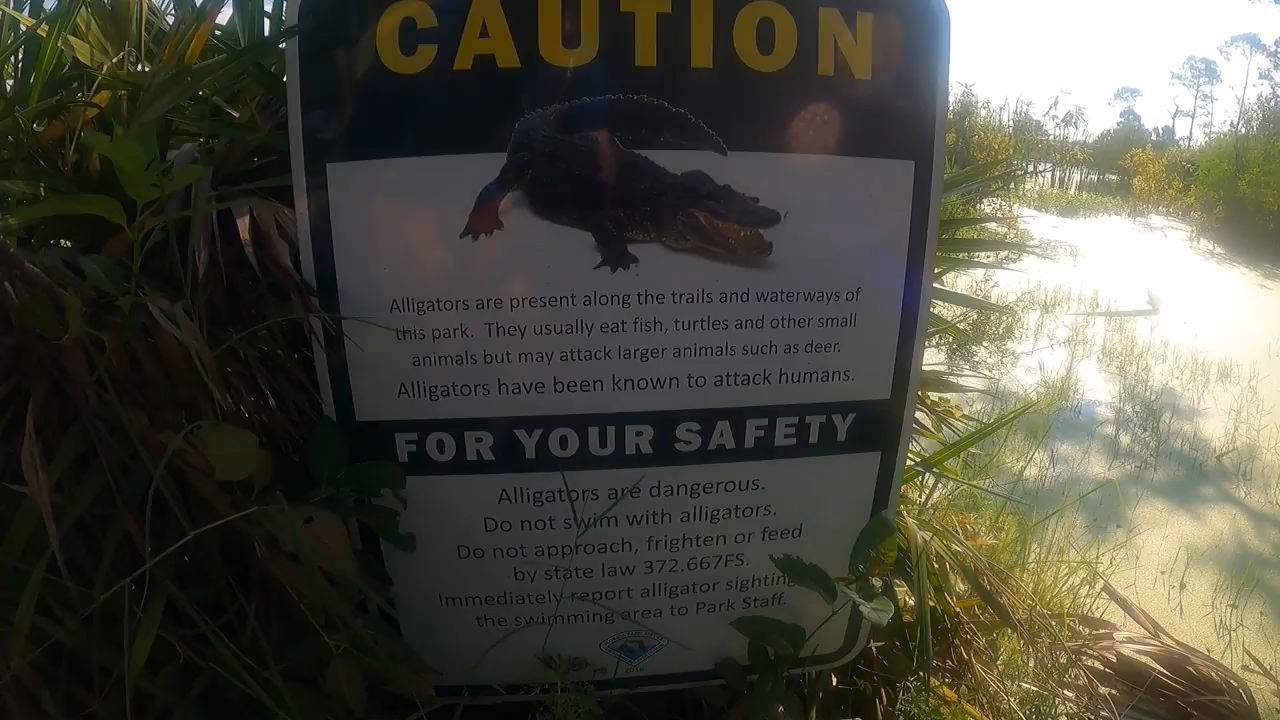 CAUTION
Alligators are present along the trails and waterways of
this park. They usually eat fish, turtles and other small
animals but may attack larger animals such as deer.
Alligators have been known to attack humans.
FOR YOUR SAFETY
Alligators are dangerous.
Do not swim with alligators.
Do not approach, frighten or feed
by state law 372.667FS.
Immediately report alligator sighting
the swimming area to Park Staff.
2016